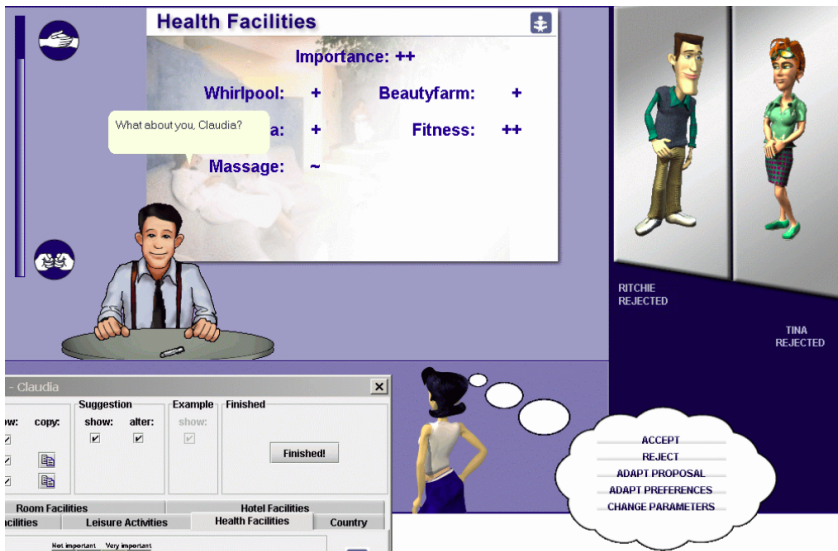 Health Facilities
Importance: ++
Whirlpool: + Beautyfarm: +
What about you, Claudia?
a: + Fitness: ++
Massage: ~
RITCHIE
REJECTED
TINA
REJECTED
- Claudia
Suggestion Example Finished
ow: copy: show: alter: show:
Finished!
Room Facilities Hotel Facilities
acilities Leisure Activities Health Facilities Country
Not important Very important
ACCEPT
REJECT
ADAPT PROPOSAL
ADAPT PREFERENCES
CHANGE PARAMETERS